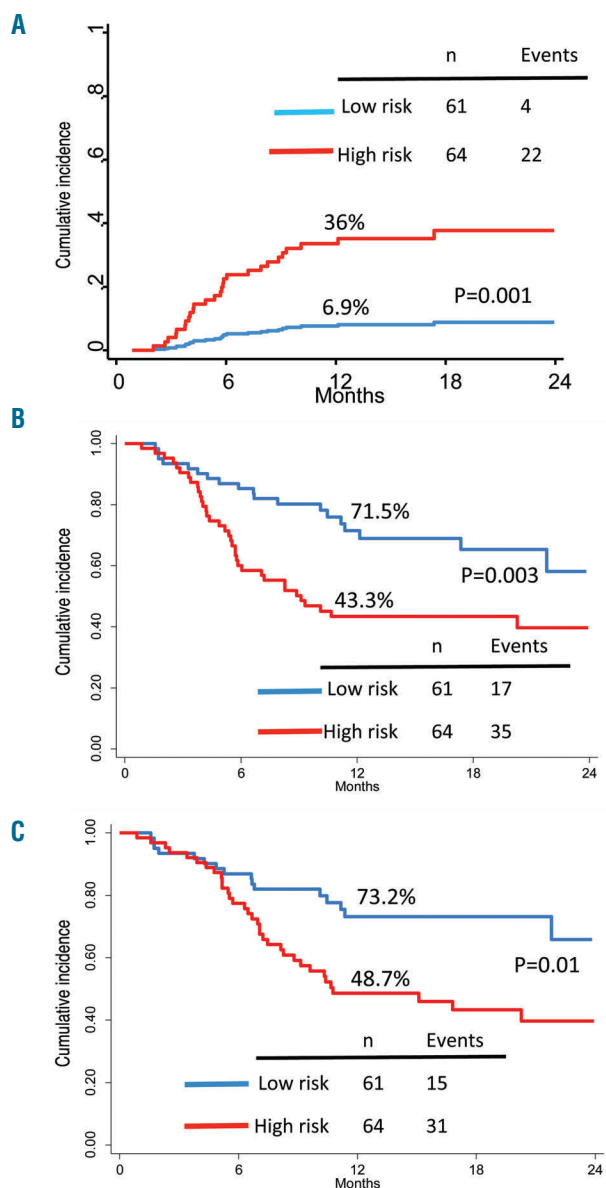 A
Cumulative incidence
1
.8
.6
.4
.2
0
n Events
Low risk 61 4
High risk 64 22
36%
6.9%
P=0.001
0 6 12 18 24
Months
B
Cumulative incidence
1.00
0.80
0.60
0.40
0.20
0.00
71.5%
P=0.003
43.3%
n Events
Low risk 61 17
High risk 64 35
0 6 12 18 24
Months
C
Cumulative incidence
1.00
0.80
0.60
0.40
0.20
0.00
73.2%
P=0.01
48.7%
n Events
Low risk 61 15
High risk 64 31
0 6 12 18 24
Months